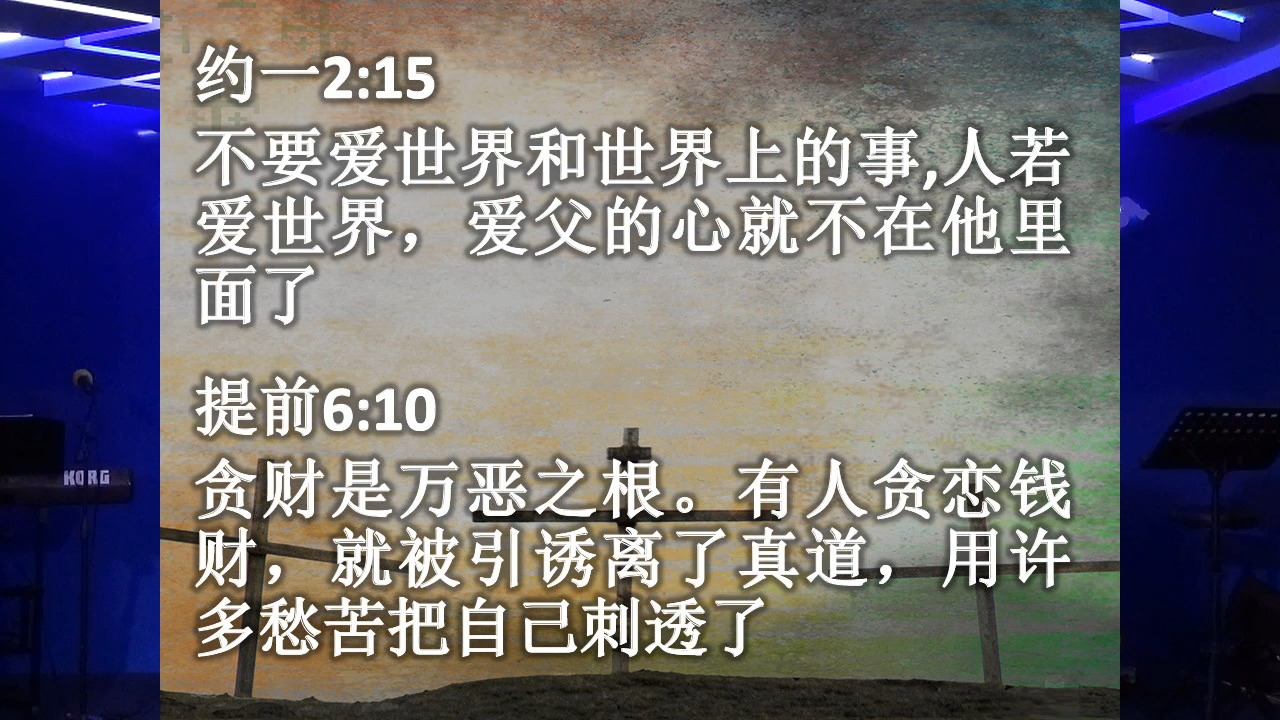 约一2:15
不要爱世界和世界上的事,人若
爱世界，爱父的心就不在他里
面了
提前6:10
贪财是万恶之根。有人贪恋钱
财，就被引诱离了真道，用许
多愁苦把自己刺透了
KORG